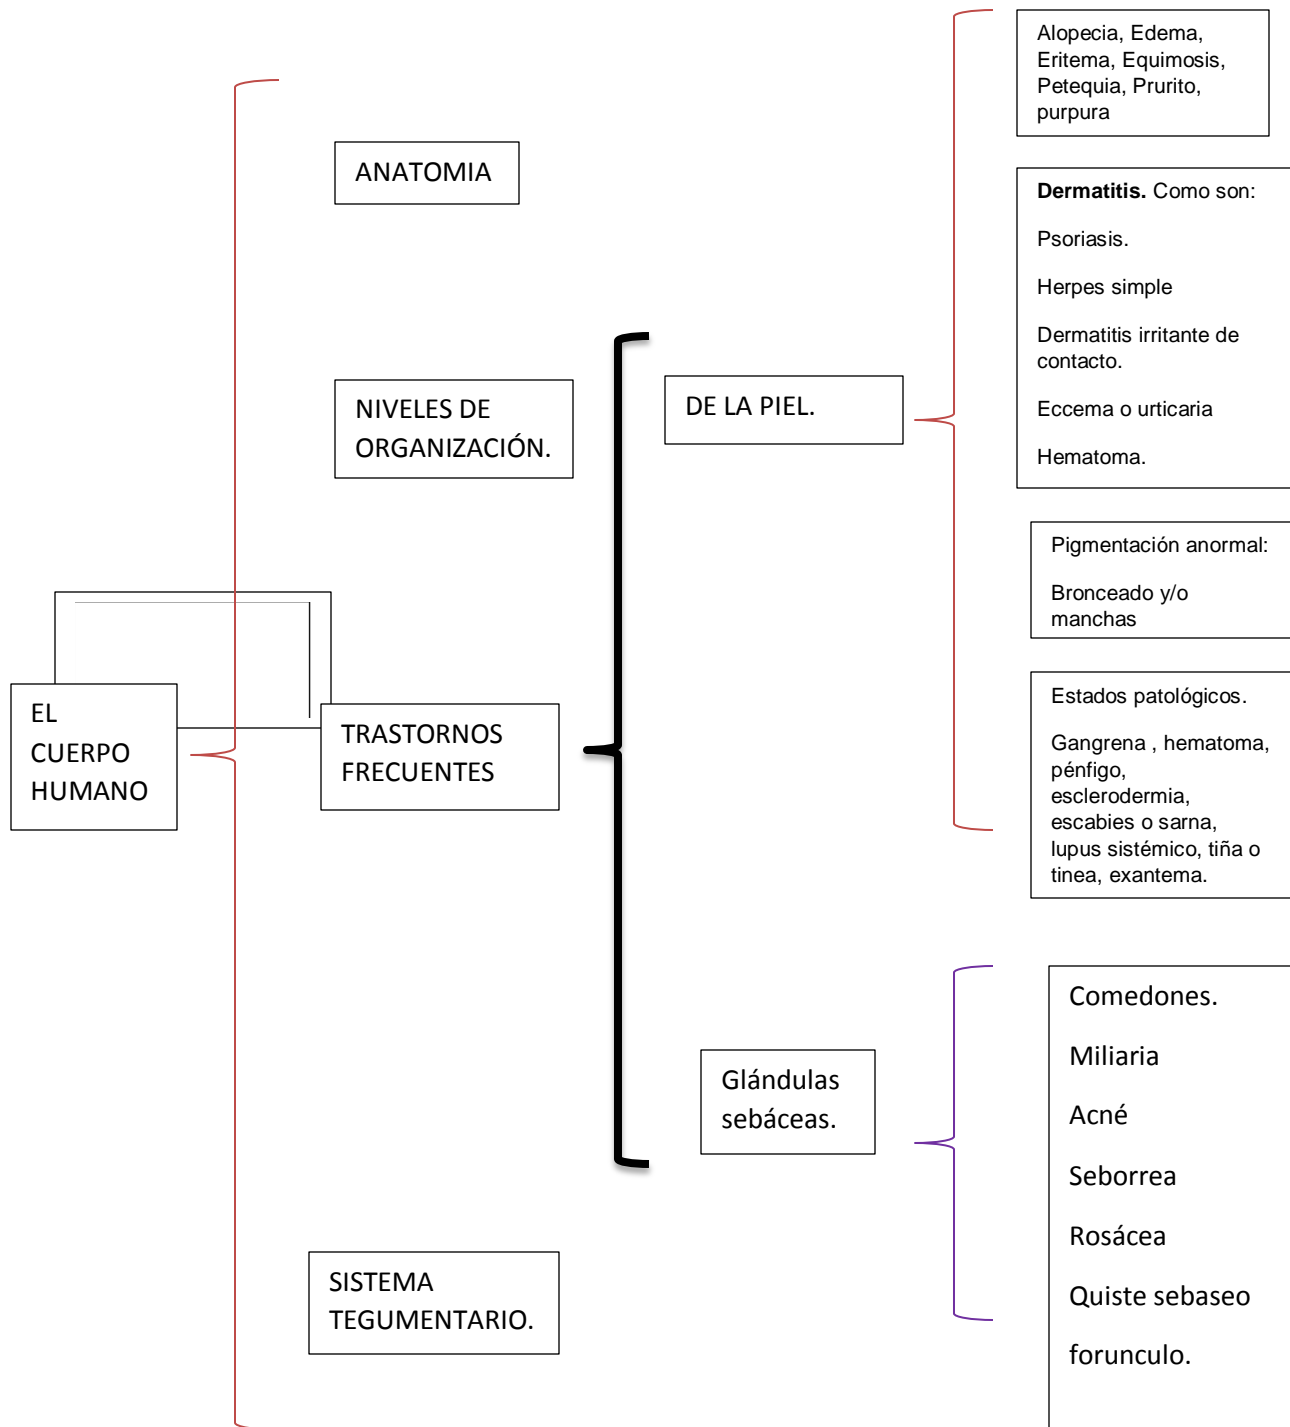 Alopecia, Edema,
Eritema, Equimosis,
Petequia, Prurito,
purpura
ANATOMIA
Dermatitis. Como son:
Psoriasis.
Herpes simple
Dermatitis irritante de
contacto.
Eccema o urticaria
Hematoma.
NIVELES DE
ORGANIZACIÓN.
DE LA PIEL.
Pigmentación anormal:
Bronceado y/o
manchas
EL
CUERPO
HUMANO
TRASTORNOS
FRECUENTES
Estados patológicos.
Gangrena , hematoma,
pénfigo,
esclerodermia,
escabies o sarna,
lupus sistémico, tiña o
tinea, exantema.
Glándulas
sebáceas.
Comedones.
Miliaria
Acné
Seborrea
Rosácea
Quiste sebaseo
forunculo.
SISTEMA
TEGUMENTARIO.